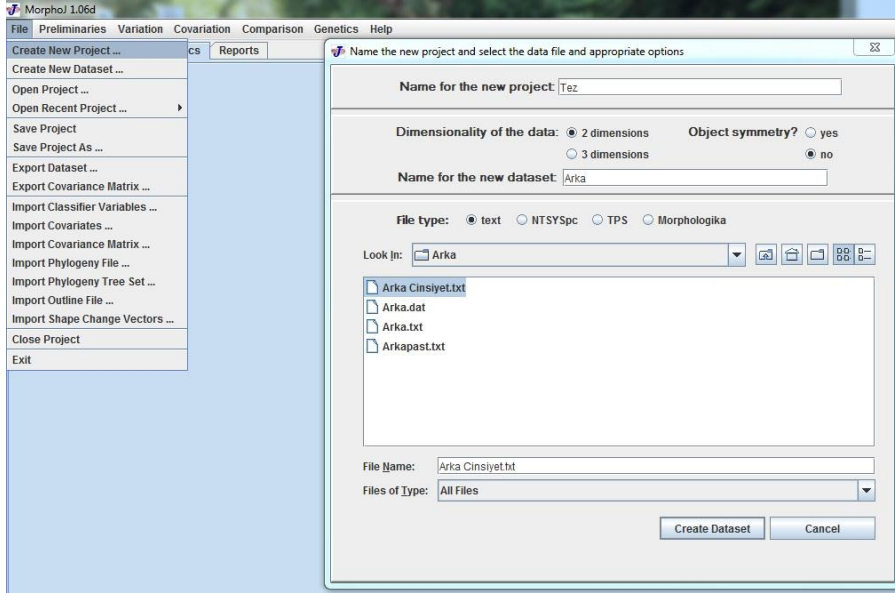 MorphoJ 1.06d
File Preliminaries Variation Covariation Comparison Genetics Help
Create New Project ...
Create New Dataset ...
Open Project ...
Open Recent Project ...
Save Project
Save Project As ...
Export Dataset ...
Export Covariance Matrix ...
Import Classifier Variables ...
Import Covariates ...
Import Covariance Matrix ...
Import Phylogeny File ...
Import Phylogeny Tree Set ...
Import Outline File ...
Import Shape Change Vectors ...
Close Project
Exit
cs Reports
Name the new project and select the data file and appropriate options
Name for the new project: Tez
Dimensionality of the data: 2 dimensions Object symmetry? yes
3 dimensions no
Name for the new dataset: Arka
File type: text NTSYSpc TPS Morphologika
Look In: Arka
Arka Cinsiyet.txt
Arka.dat
Arka.txt
Arkapast.txt
File Name: Arka Cinsiyet.txt
Files of Type: All Files
Create Dataset Cancel